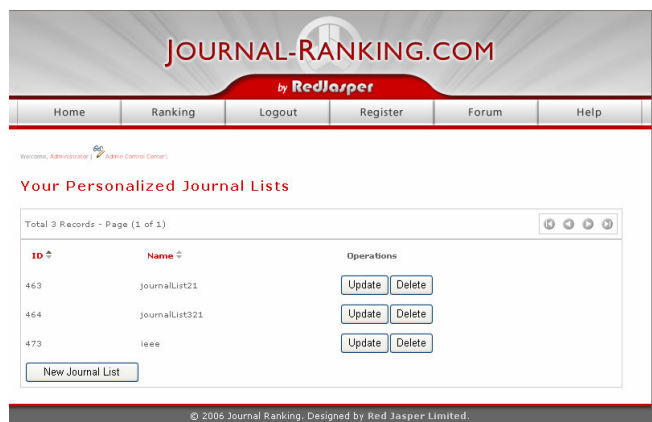 JOURNAL-RANKING.COM
by RedJasper
Home Ranking Logout Register Forum Help
Welcome, Administrator | Admin Control Center|
Your Personalized Journal Lists
Total 3 Records - Page (1 of 1)
ID Name Operations
463 journalList21 Update Delete
464 journalList321 Update Delete
473 ieee Update Delete
New Journal List
© 2006 Journal Ranking. Designed by Red Jasper Limited.